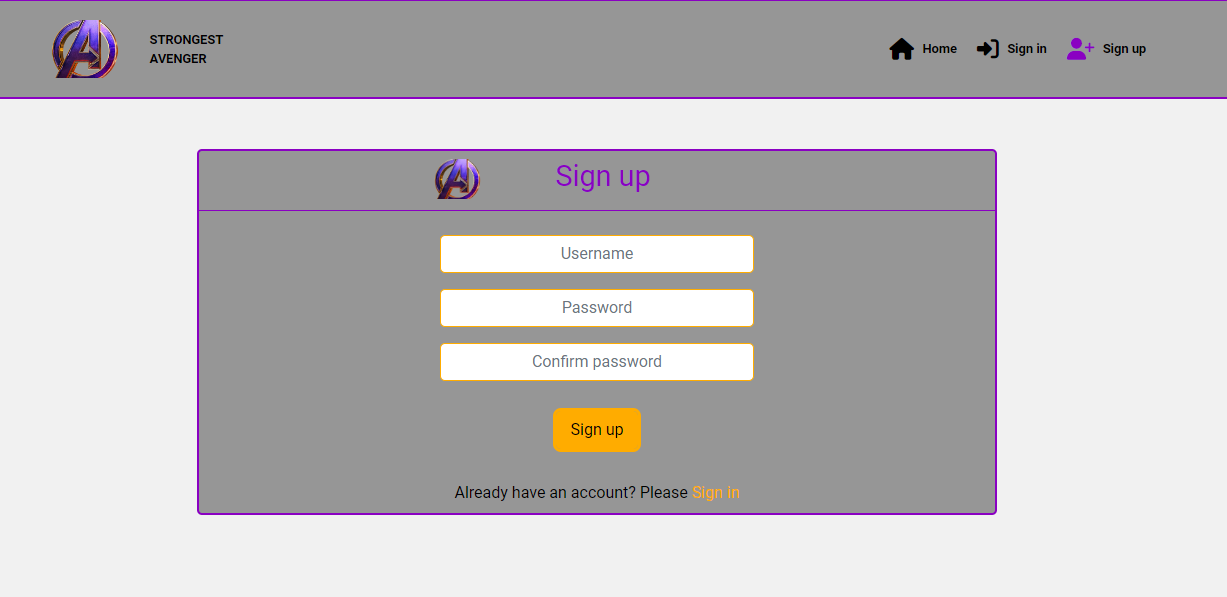 STRONGEST
AVENGER
Home
Sign in
Sign up
Sign up
Username
Password
Confirm password
Sign up
Already have an account? Please Sign in